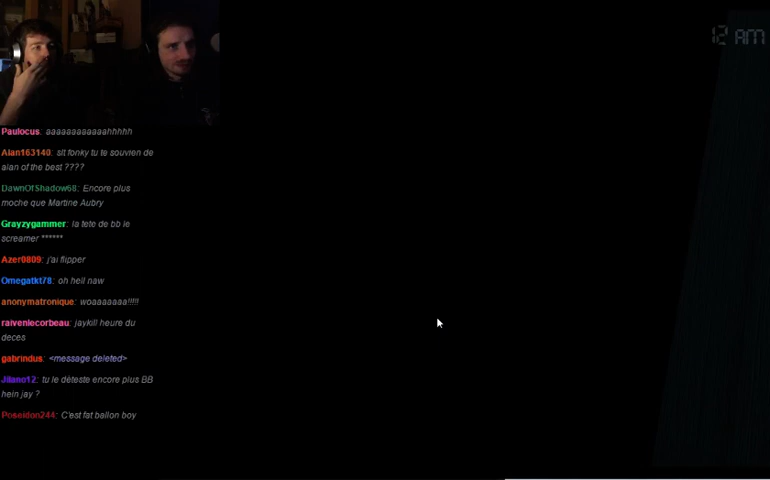 12 AM
Paulocus: aaaaaaaaaaaahhhhh
Alan163140: slt fonky tu te souvien de
alan of the best ????
DawnOfShadow68: Encore plus
moche que Martine Aubry
Grayzygammer: la tete de bb le
screamer ******
Azer0809: j'ai flipper
Omegatkt78: oh hell naw
anonymatronique: woaaaaaaa!!!!!
raivenlecorbeau: jaykill heure du
deces
gabrindus: <message deleted>
Jilano12: tu le déteste encore plus BB
hein jay ?
Poseidon244: C'est fat ballon boy